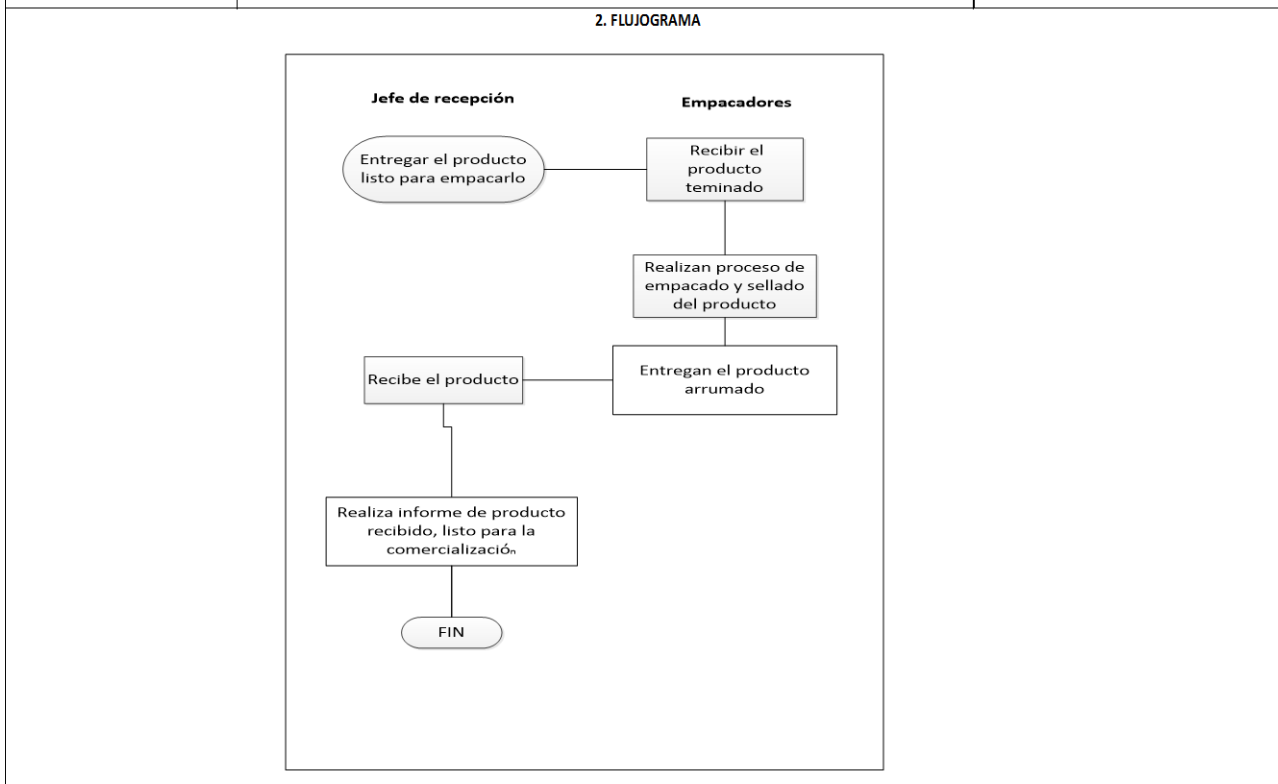 2. FLUJOGRAMA
Jefe de recepción
Empacadores
Entregar el producto
listo para empacarlo
Recibir el
producto
teminado
Realizan proceso de
empacado y sellado
del producto
Entregan el producto
arrumado
Recibe el producto
Realiza informe de producto
recibido, listo para la
comercialización
FIN